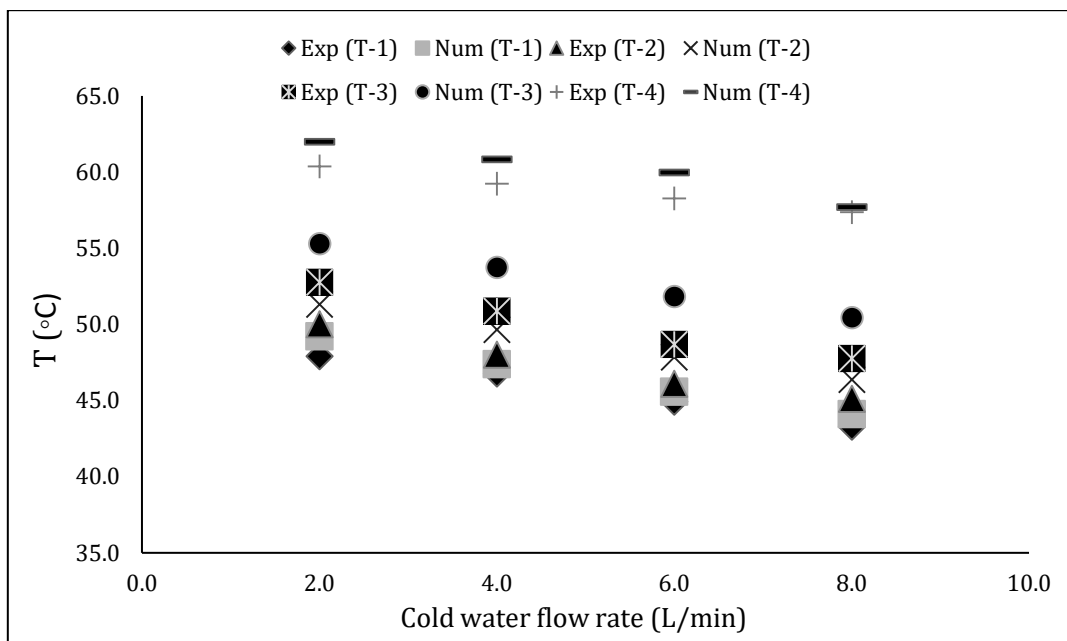 Exp (T-1) Num (T-1) Exp (T-2) Num (T-2)
Exp (T-3) Num (T-3) Exp (T-4) Num (T-4)
65.0
60.0
55.0
50.0
45.0
40.0
35.0
T (∘C)
0.0 2.0 4.0 6.0 8.0 10.0
Cold water flow rate (L/min)